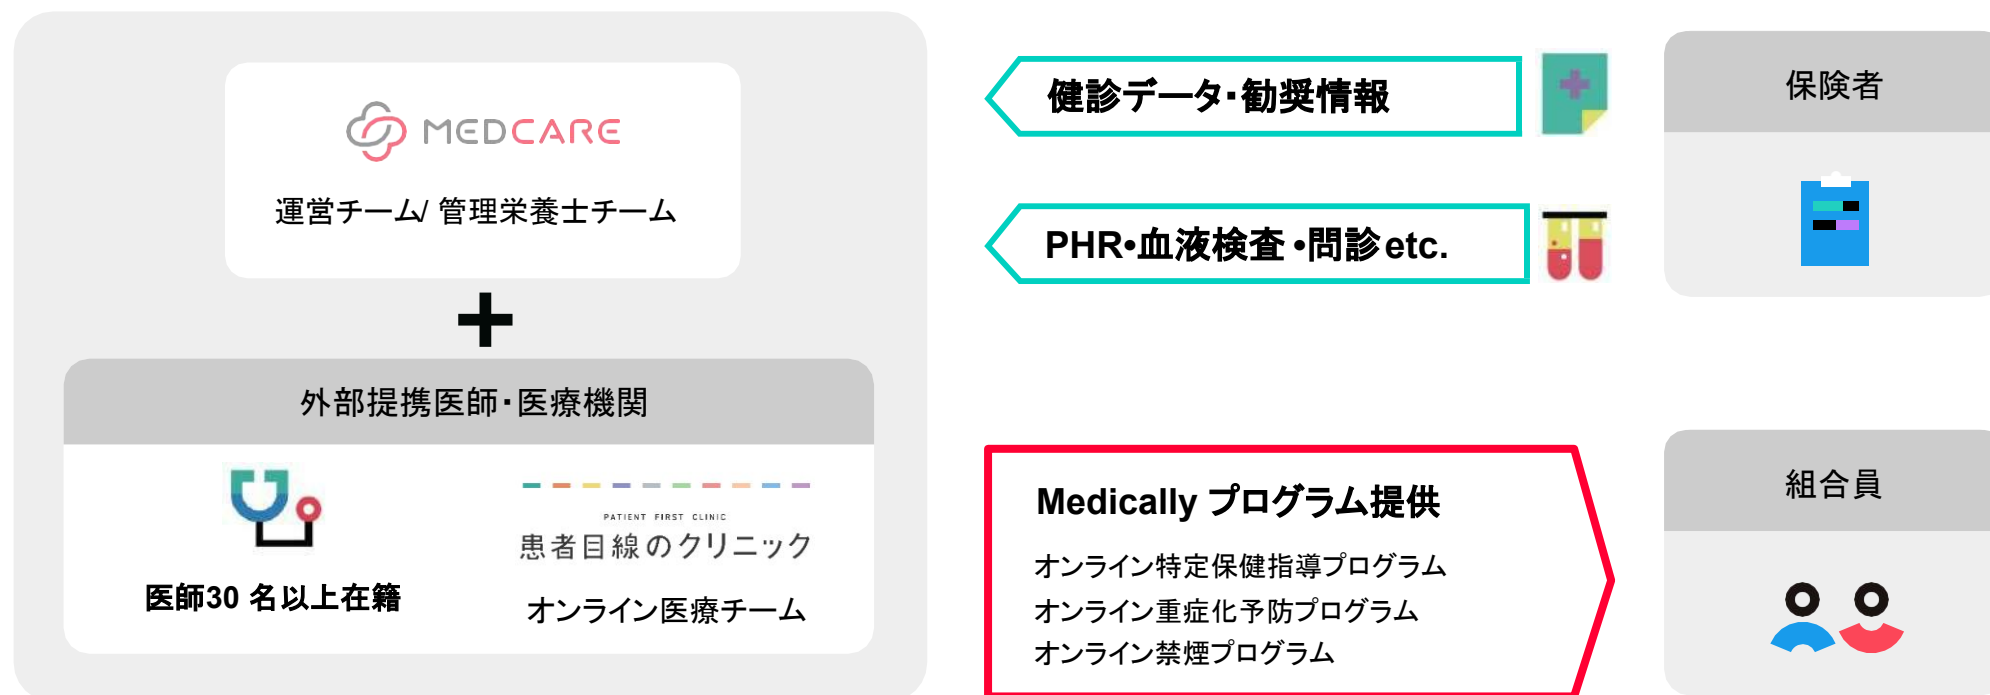 MEDCARE
運営チーム/ 管理栄養士チーム
+
外部提携医師・医療機関
医師30 名以上在籍
PATIENT FIRST CLINIC
患者目線のクリニック
オンライン医療チーム
健診データ・勧奨情報
PHR•血液検査 •問診 etc.
Medically プログラム提供
オンライン特定保健指導プログラム
オンライン重症化予防プログラム
オンライン禁煙プログラム
保険者
組合員